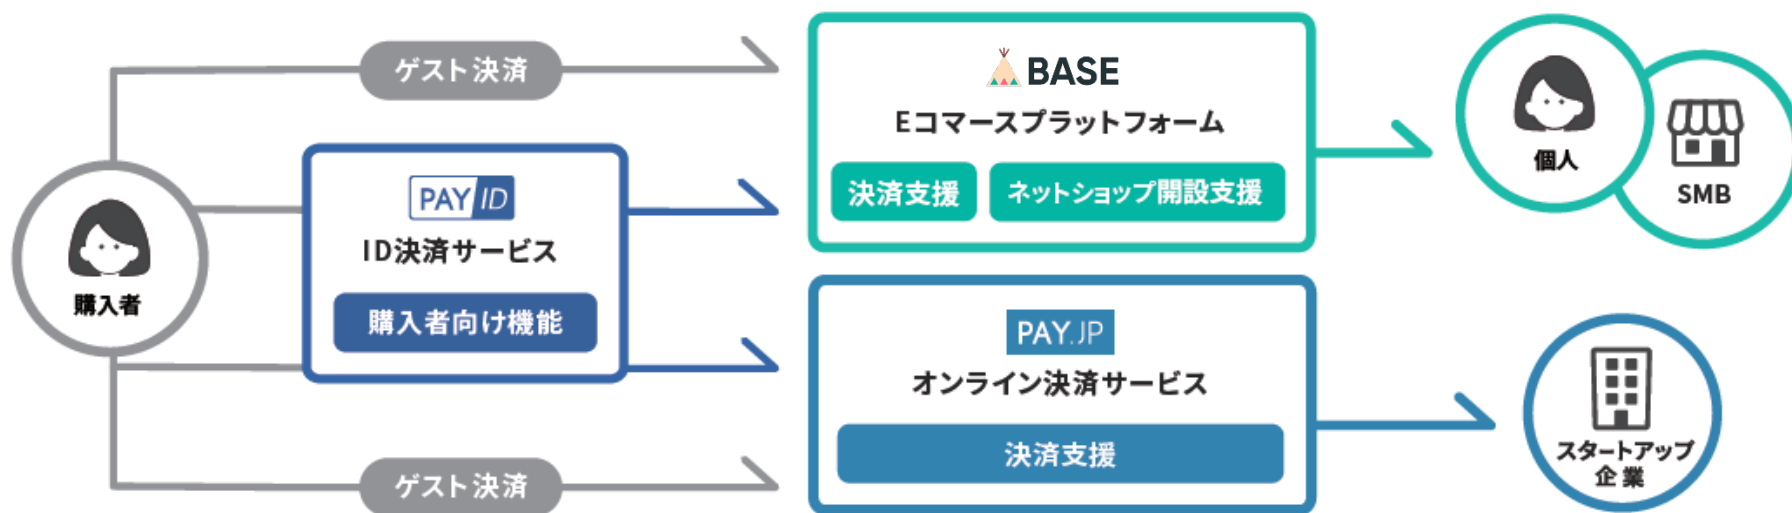 ゲスト決済
BASE
Eコマースプラットフォーム
決済支援
ネットショップ開設支援
個人
SMB
PAY ID
ID決済サービス
購入者向け機能
購入者
PAY.JP
オンライン決済サービス
決済支援
スタートアップ
企業
ゲスト決済